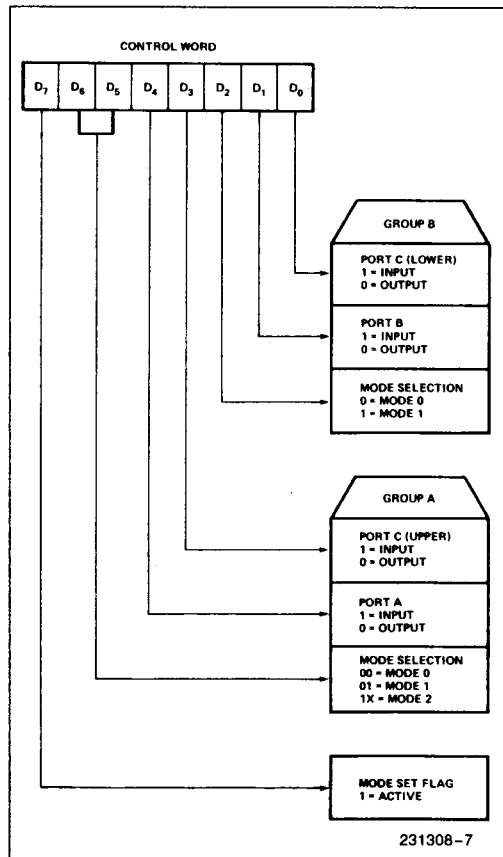 CONTROL WORD
D7 D6 D5 D4 D3 D2 D1 D0
GROUP B
PORT C (LOWER)
1 = INPUT
0 = OUTPUT
PORT B
1 = INPUT
0 = OUTPUT
MODE SELECTION
0 = MODE 0
1 = MODE 1
GROUP A
PORT C (UPPER)
1 = INPUT
0 = OUTPUT
PORT A
1 = INPUT
0 = OUTPUT
MODE SELECTION
00 = MODE 0
01 = MODE 1
1X = MODE 2
MODE SET FLAG
1 = ACTIVE
231308-7